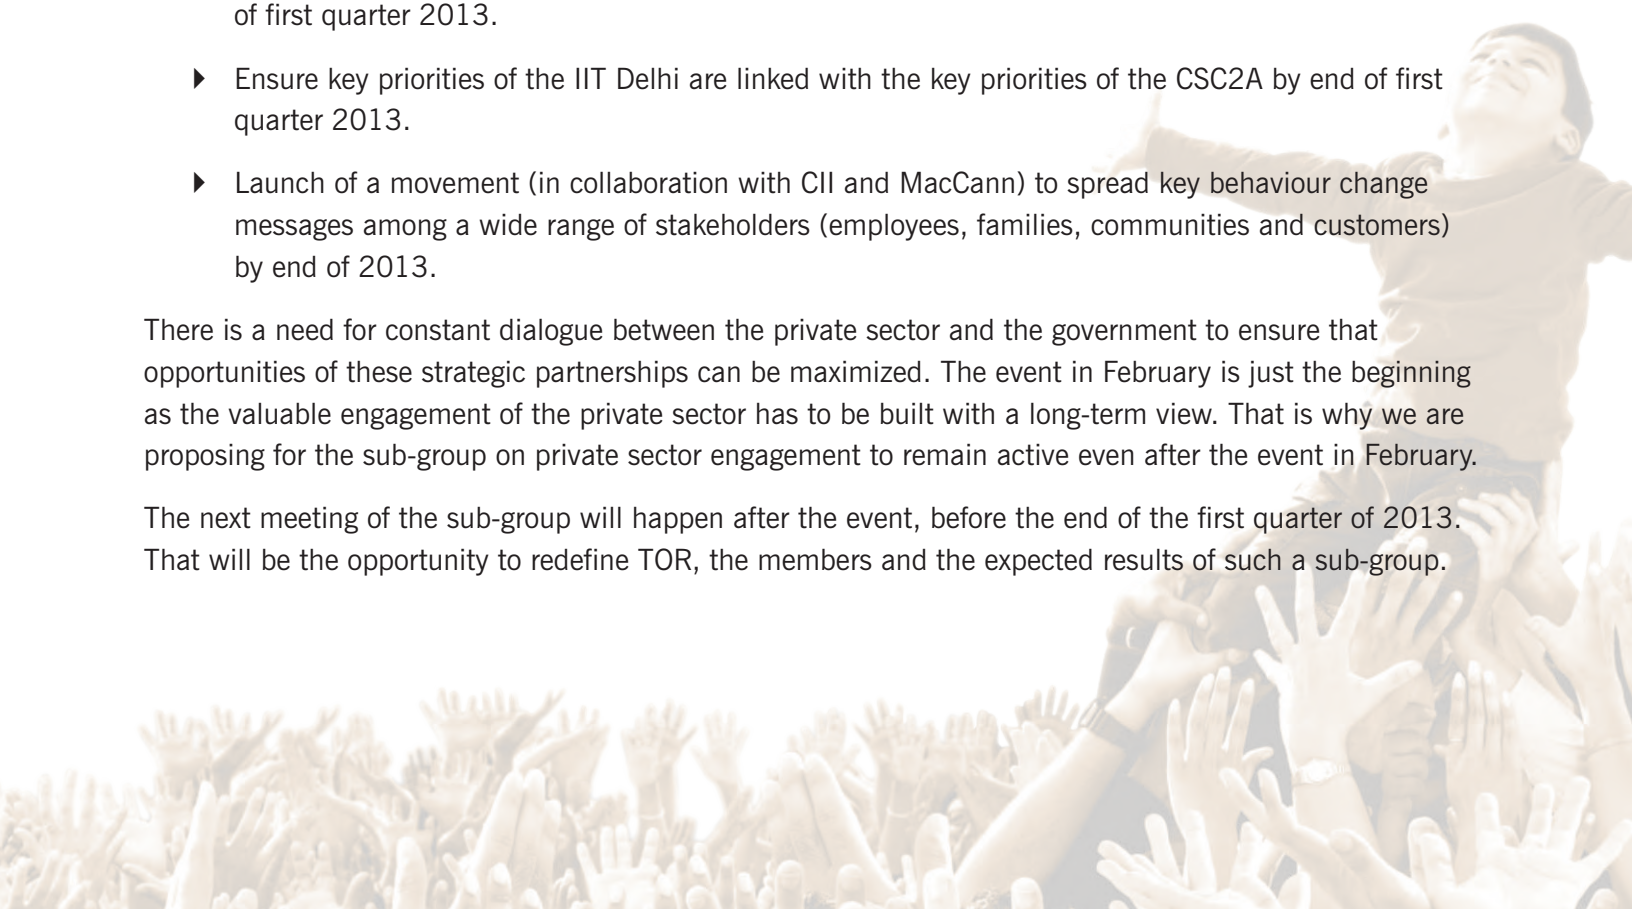 of first quarter 2013.
Ensure key priorities of the IIT Delhi are linked with the key priorities of the CSC2A by end of first
quarter 2013.
Launch of a movement (in collaboration with CII and MacCann) to spread key behaviour change
messages among a wide range of stakeholders (employees, families, communities and customers)
by end of 2013.
There is a need for constant dialogue between the private sector and the government to ensure that
opportunities of these strategic partnerships can be maximized. The event in February is just the beginning
as the valuable engagement of the private sector has to be built with a long-term view. That is why we are
proposing for the sub-group on private sector engagement to remain active even after the event in February.
The next meeting of the sub-group will happen after the event, before the end of the first quarter of 2013.
That will be the opportunity to redefine TOR, the members and the expected results of such a sub-group.